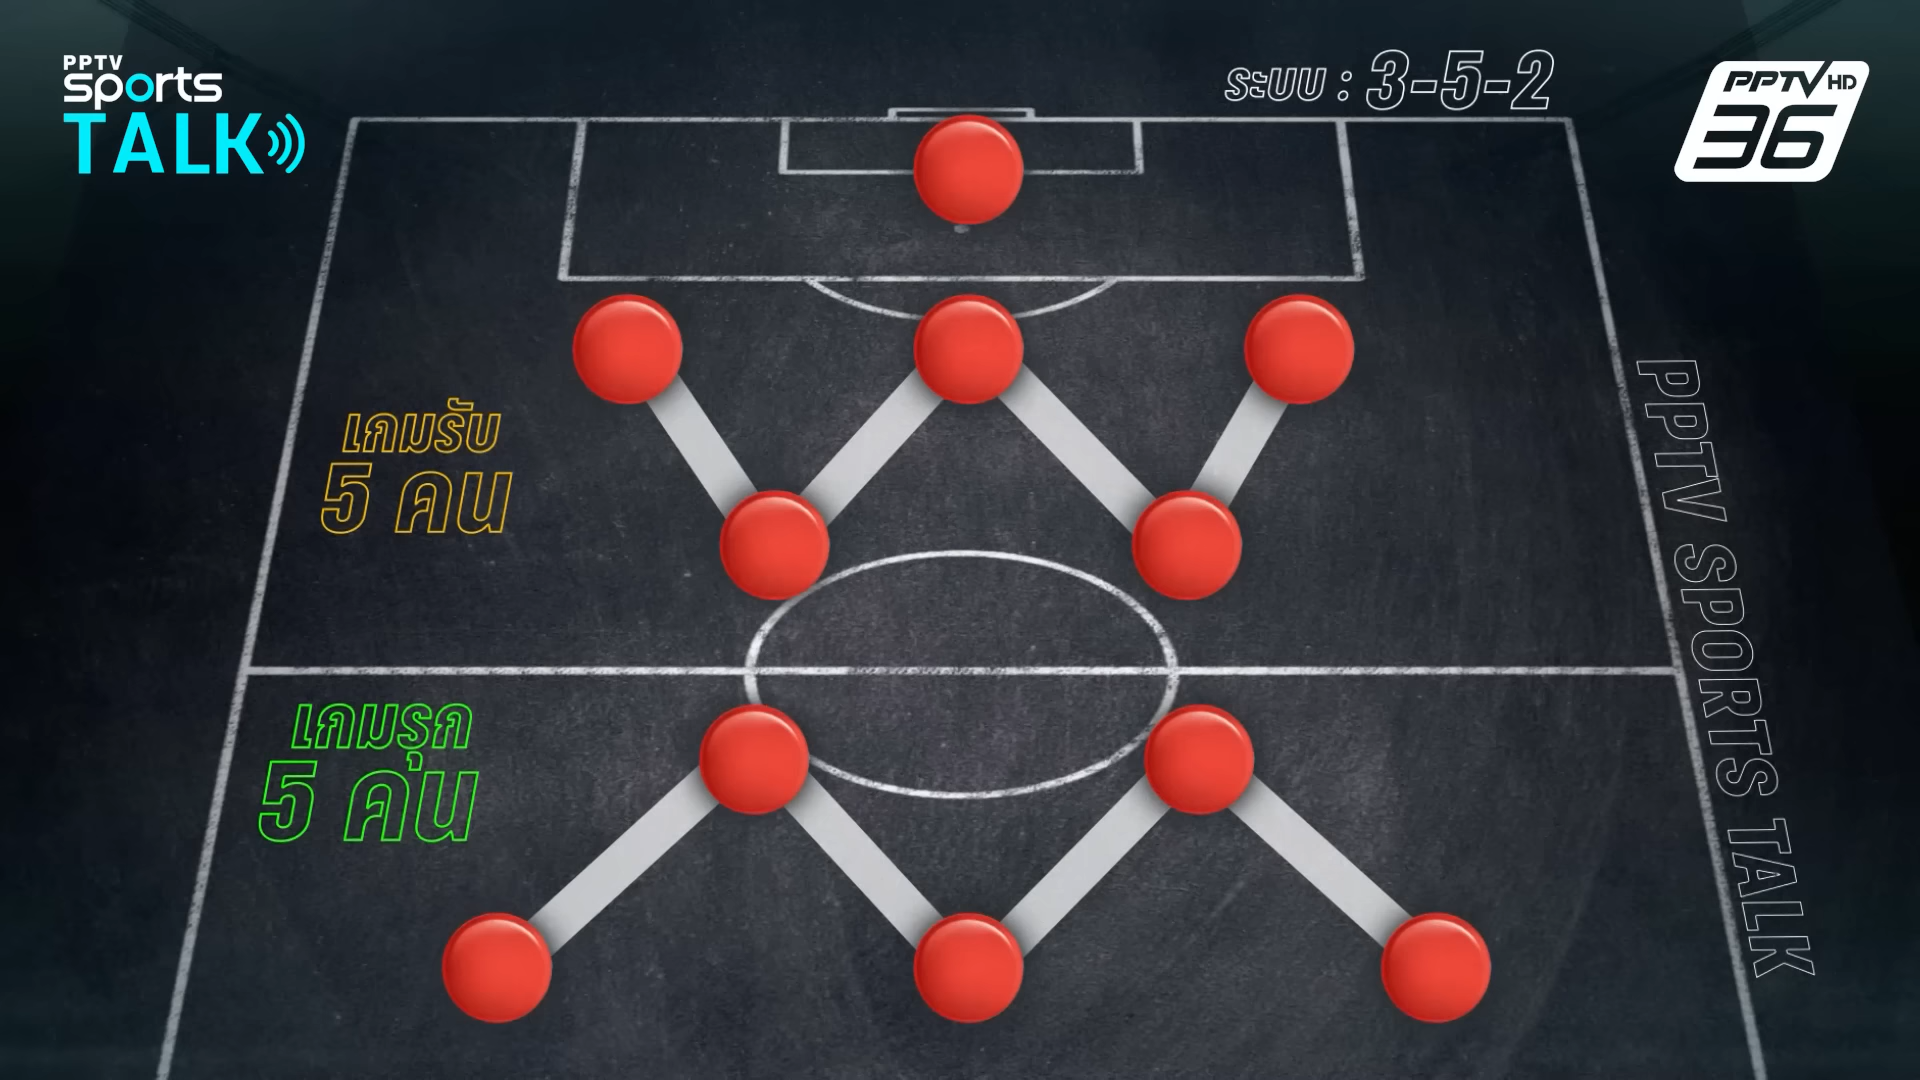 PPTV
sports
TALK
ระบบ : 3-5-2
PPTV HD
36
เกมรับ
5 คน
เกมรุก
5 คน
PPTV SPORTS TALK